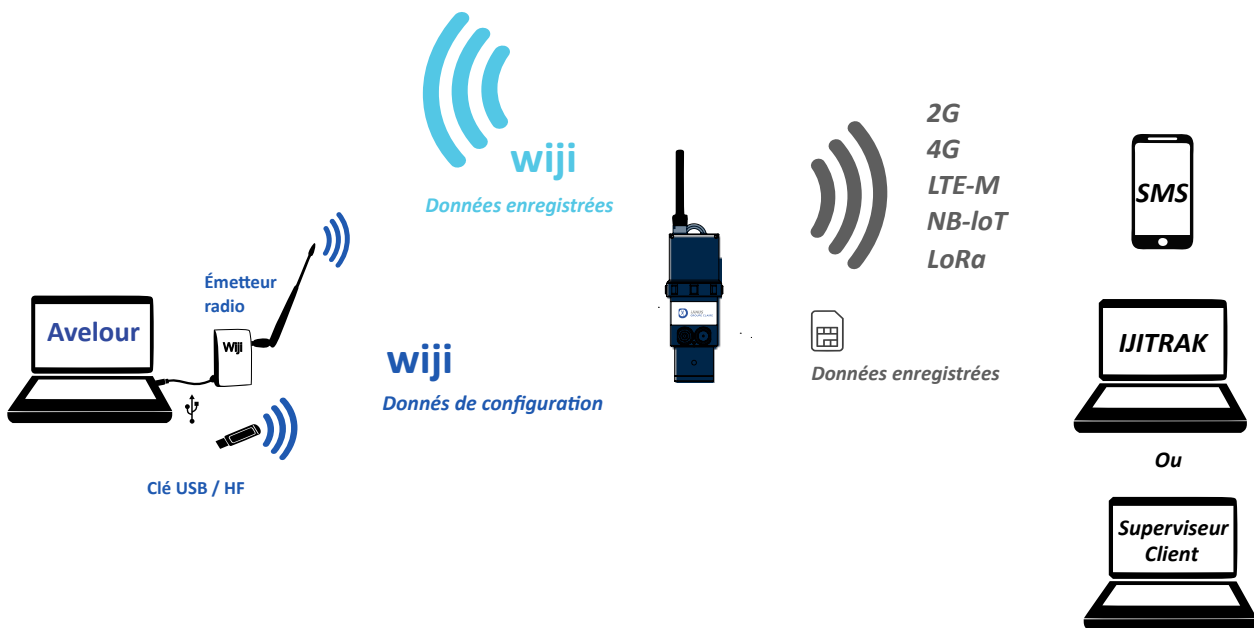 wiji
Données enregistrées
Émetteur
radio
Avelour
Wiji
wiji
Donnés de configuration
Clé USB / HF
2G
4G
LTE-M
NB-IoT
LoRa
Données enregistrées
SMS
IJITRAK
Ou
Superviseur
Client